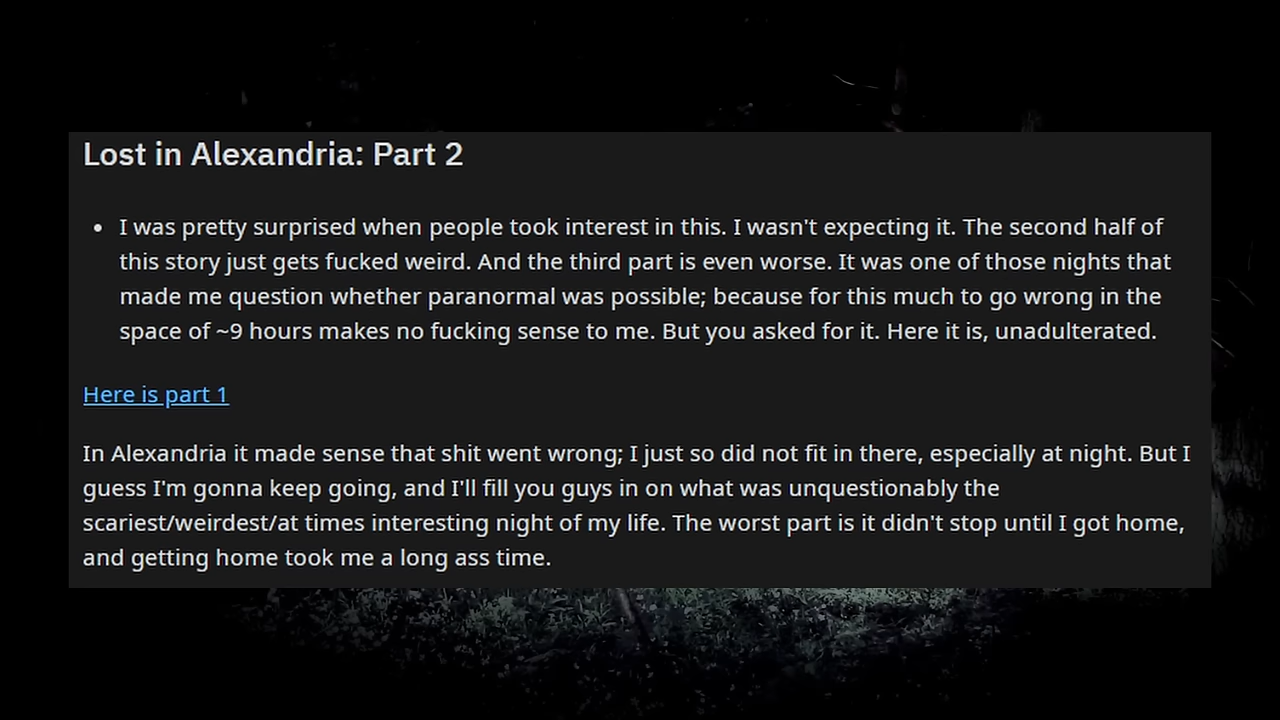 Lost in Alexandria: Part 2
• I was pretty surprised when people took interest in this. I wasn't expecting it. The second half of
this story just gets fucked weird. And the third part is even worse. It was one of those nights that
made me question whether paranormal was possible; because for this much to go wrong in the
space of ~9 hours makes no fucking sense to me. But you asked for it. Here it is, unadulterated.
Here is part 1
In Alexandria it made sense that shit went wrong; I just so did not fit in there, especially at night. But I
guess I'm gonna keep going, and I'll fill you guys in on what was unquestionably the
scariest/weirdest/at times interesting night of my life. The worst part is it didn't stop until I got home,
and getting home took me a long ass time.